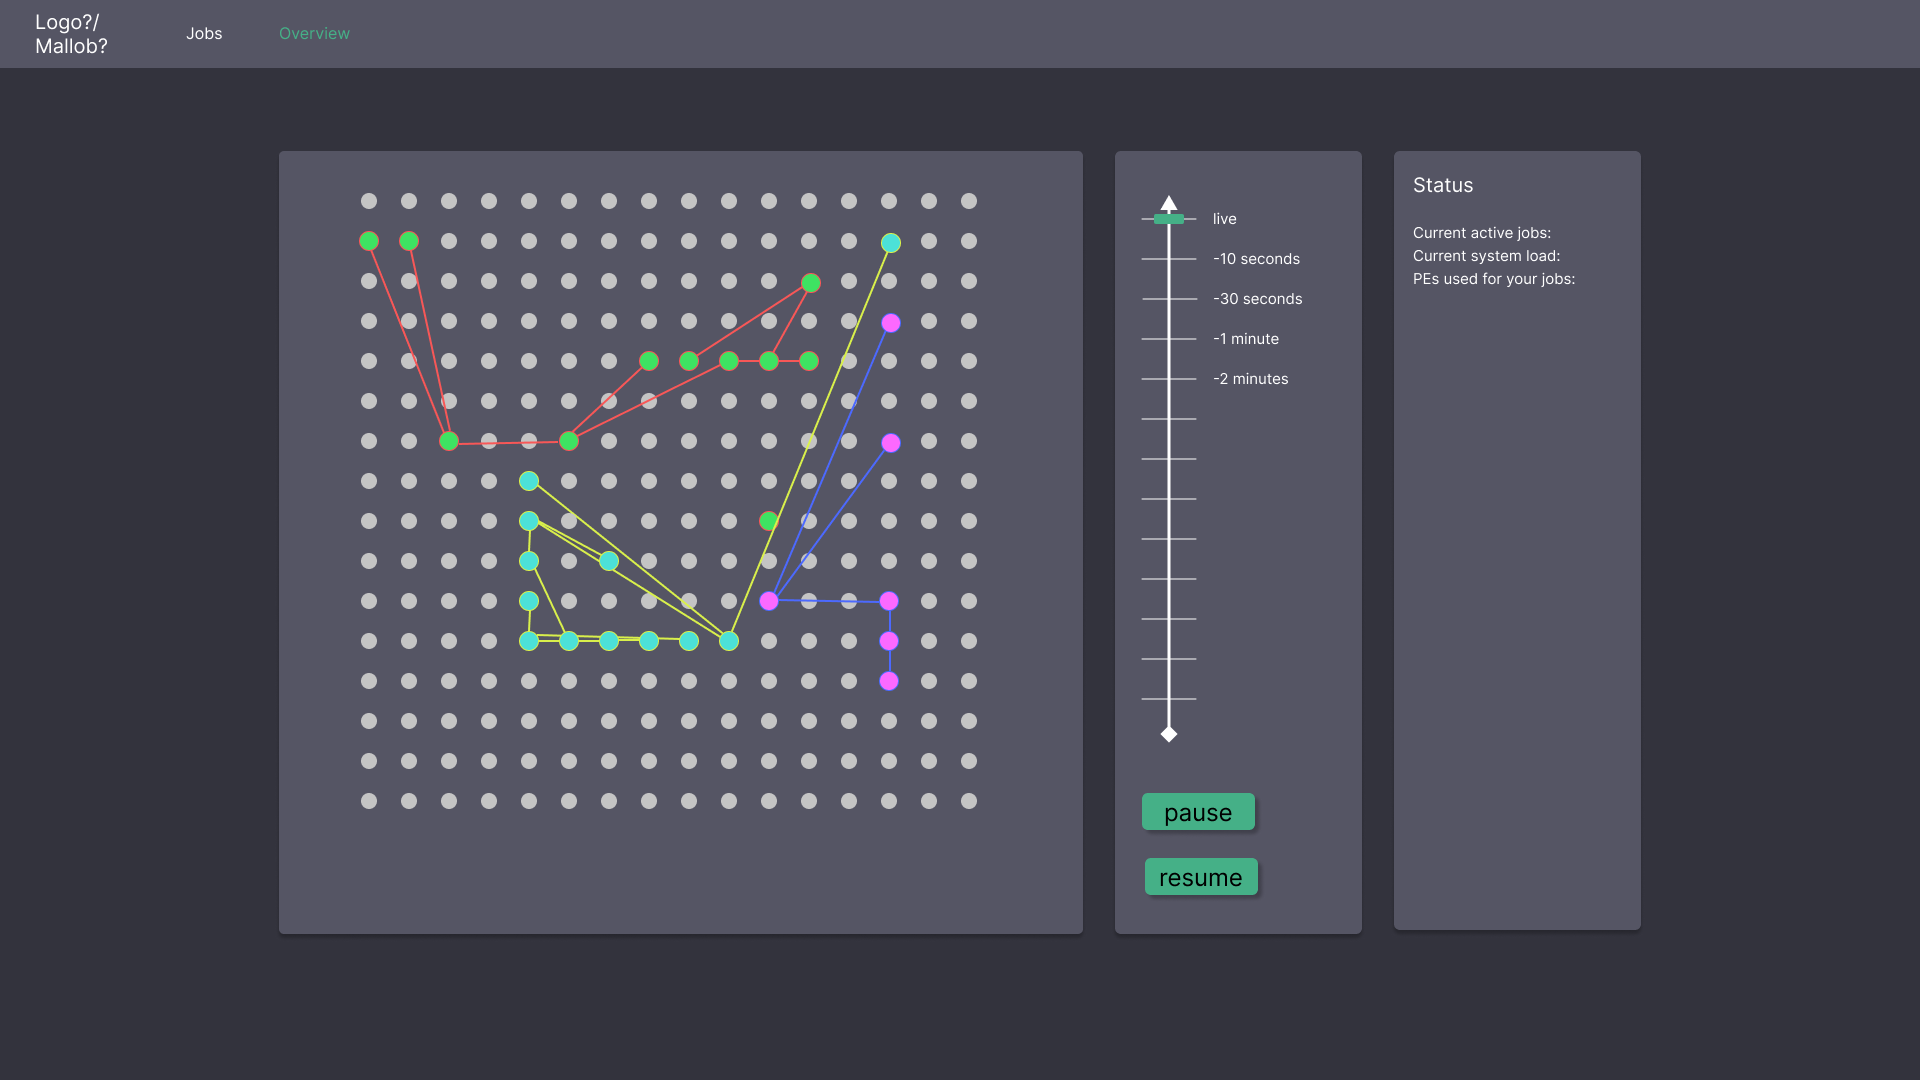 Logo?/
Mallob?
Jobs
Overview
live
-10 seconds
-30 seconds
-1 minute
-2 minutes
pause
resume
Status
Current active jobs:
Current system load:
PEs used for your jobs: